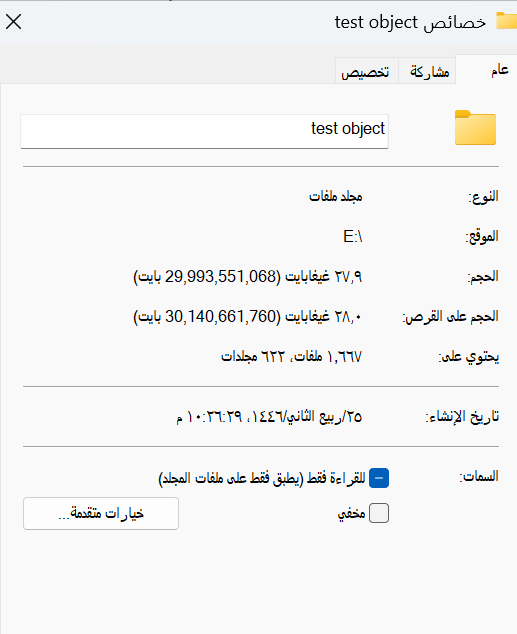 خصائص test object
عام
مشاركة
تخصيص
test object
النوع: مجلد ملفات
الموقع: E:\
الحجم: ٢٧,٩ غيغابايت (29,993,551,068 بايت)
الحجم على القرص: ٢٨,٠ غيغابايت (30,140,661,760 بايت)
يحتوي على: ١,٦٦٧ ملفات، ٦٢٢ مجلدات
تاريخ الإنشاء: ٢٥/ربيع الثاني/١٤٤٦، ١٠:٢٦:٢٩ م
السمات: للقراءة فقط (يطبق فقط على ملفات المجلد)
مخفي
خيارات متقدمة...